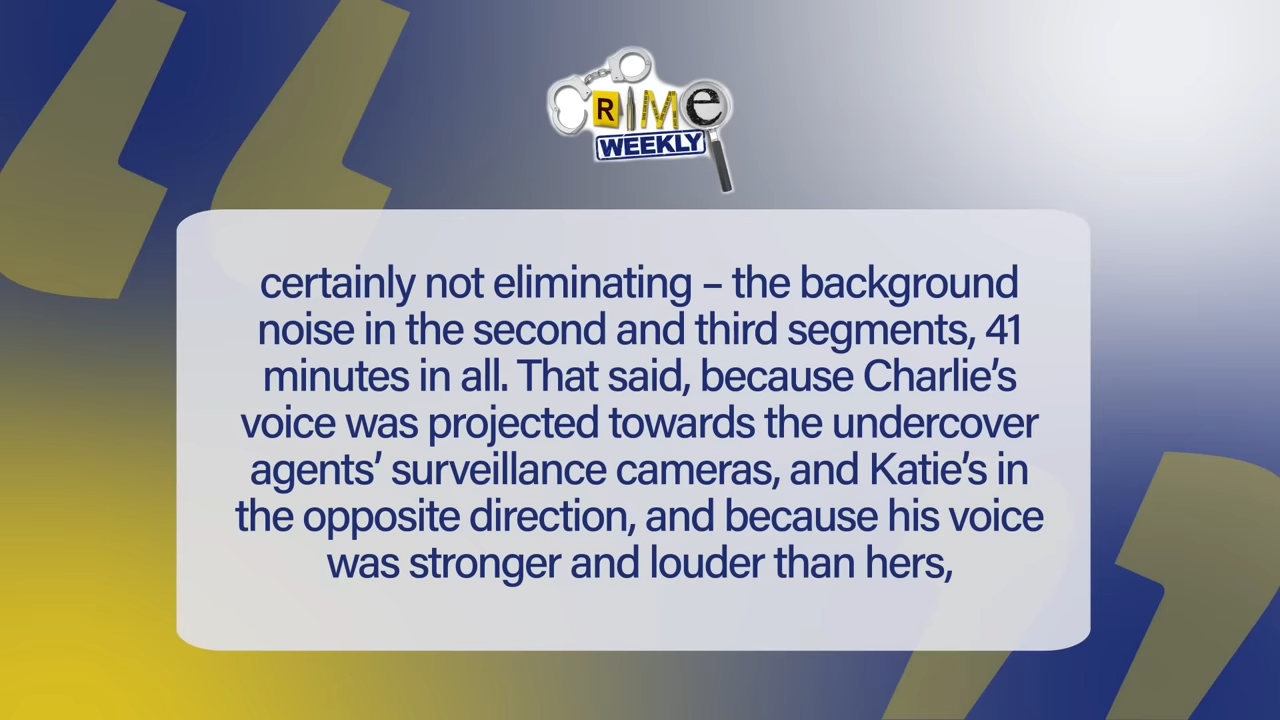 CRIMe
WEEKLY
certainly not eliminating – the background
noise in the second and third segments, 41
minutes in all. That said, because Charlie’s
voice was projected towards the undercover
agents’ surveillance cameras, and Katie’s in
the opposite direction, and because his voice
was stronger and louder than hers,